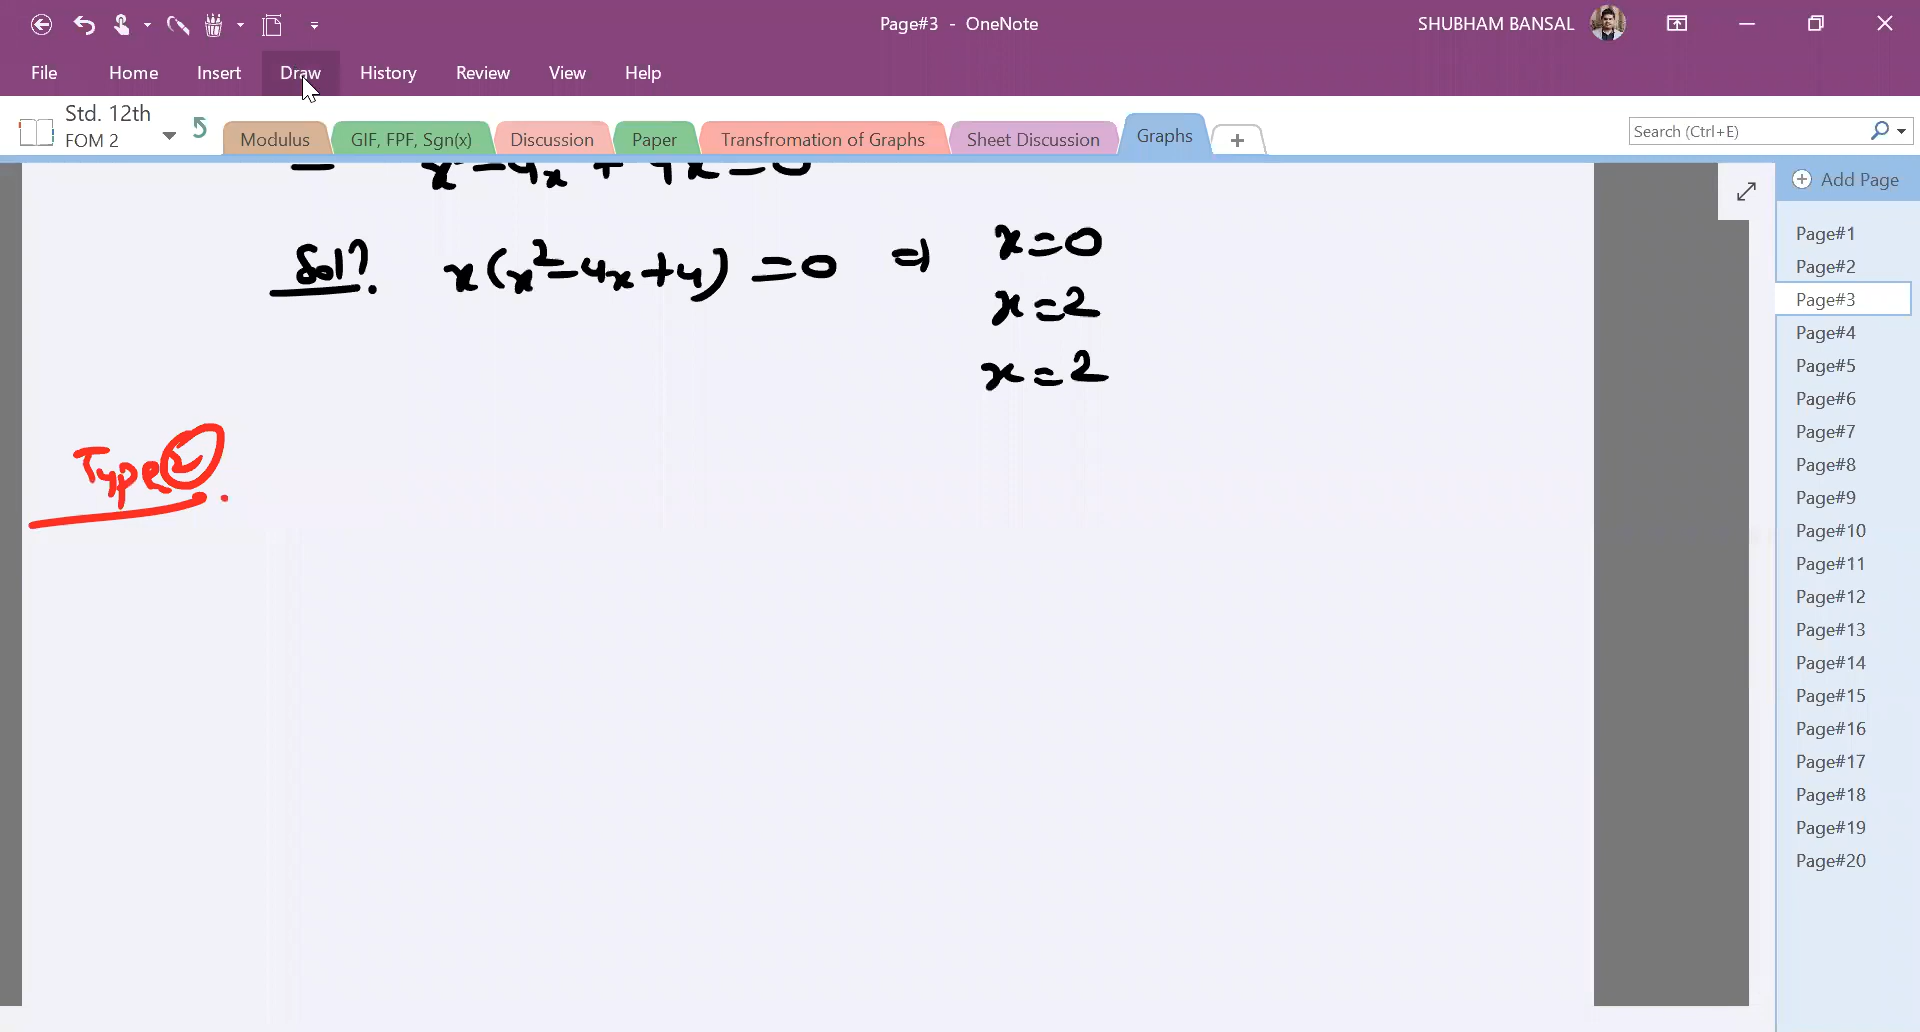 Page#3 - OneNote
SHUBHAM BANSAL
File Home Insert Draw History Review View Help
Std. 12th
FOM 2
Modulus GIF, FPF, Sgn(x) Discussion Paper Transfromation of Graphs Sheet Discussion Graphs +
Search (Ctrl+E)
Add Page
Page#1
Page#2
Page#3
Page#4
Page#5
Page#6
Page#7
Page#8
Page#9
Page#10
Page#11
Page#12
Page#13
Page#14
Page#15
Page#16
Page#17
Page#18
Page#19
Page#20
Solⁿ. x(x²-4x+4) = 0 ⇒ x=0
x=2
x=2
Type 2.